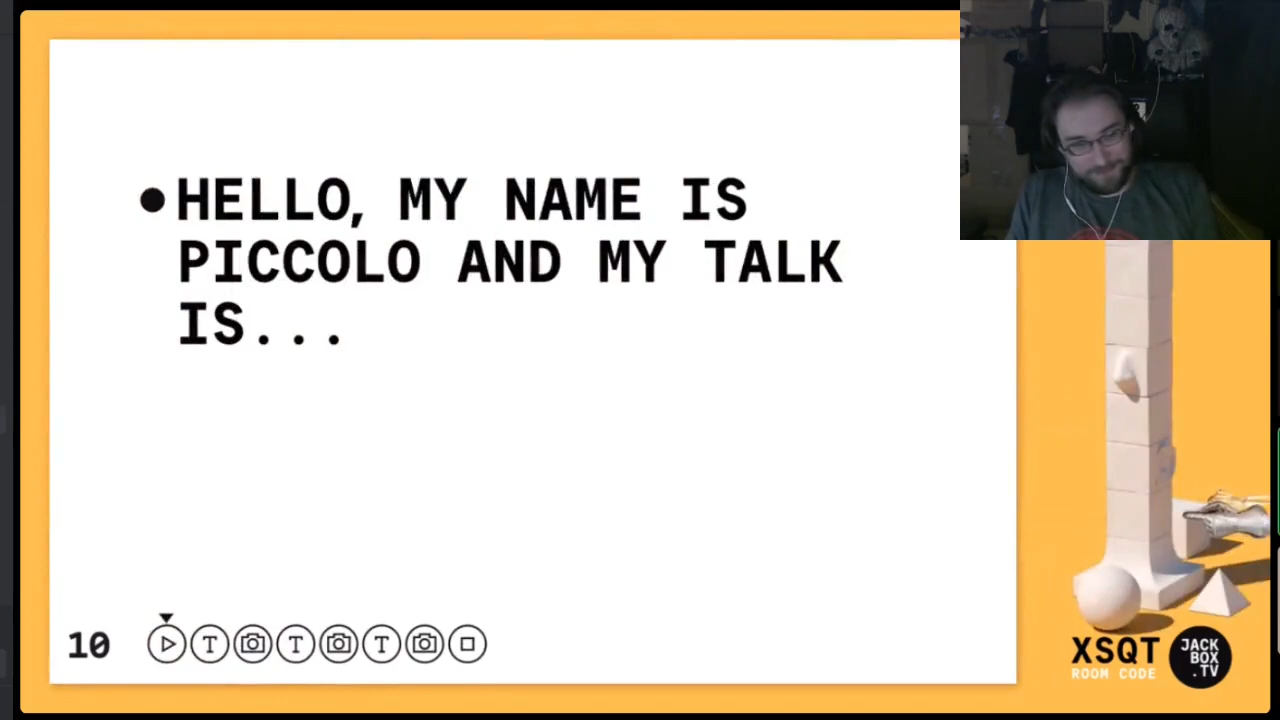 ●HELLO, MY NAME IS
PICCOLO AND MY TALK
IS...
10
T
T
T
XSQT
ROOM CODE
JACK
BOX
.TV